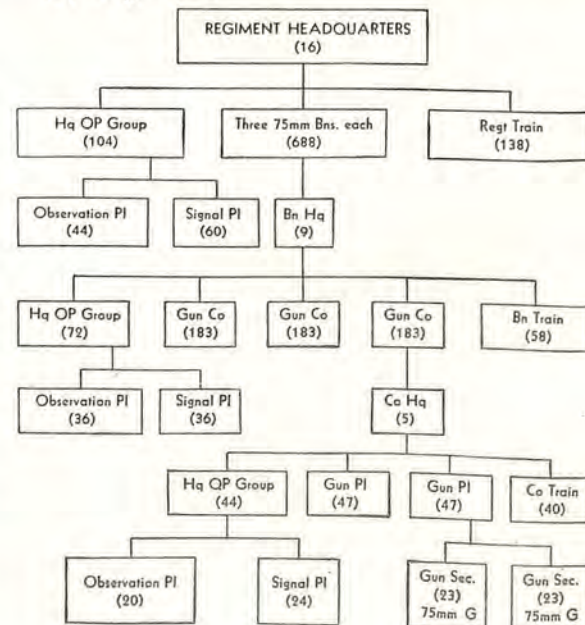 REGIMENT HEADQUARTERS
(16)
Hq OP Group
(104)
Three 75mm Bns. each
(688)
Regt Train
(138)
Observation Pl
(44)
Signal Pl
(60)
Bn Hq
(9)
Hq OP Group
(72)
Gun Co
(183)
Gun Co
(183)
Gun Co
(183)
Bn Train
(58)
Observation Pl
(36)
Signal Pl
(36)
Co Hq
(5)
Hq OP Group
(44)
Gun Pl
(47)
Gun Pl
(47)
Co Train
(40)
Observation Pl
(20)
Signal Pl
(24)
Gun Sec.
(23)
75mm G
Gun Sec.
(23)
75mm G